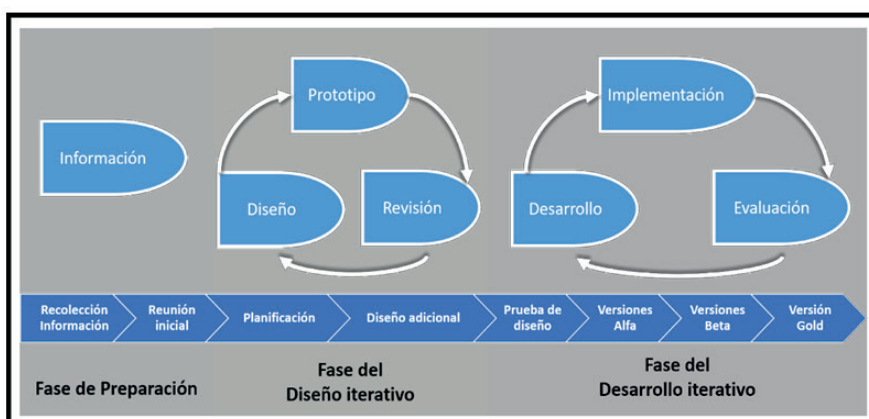 Prototipo
Implementación
Información
Diseño
Revisión
Desarrollo
Evaluación
Recolección
Información
Reunión
inicial
Planificación
Diseño adicional
Prueba de
diseño
Versiones
Alfa
Versiones
Beta
Versión
Gold
Fase de Preparación
Fase del
Diseño iterativo
Fase del
Desarrollo iterativo